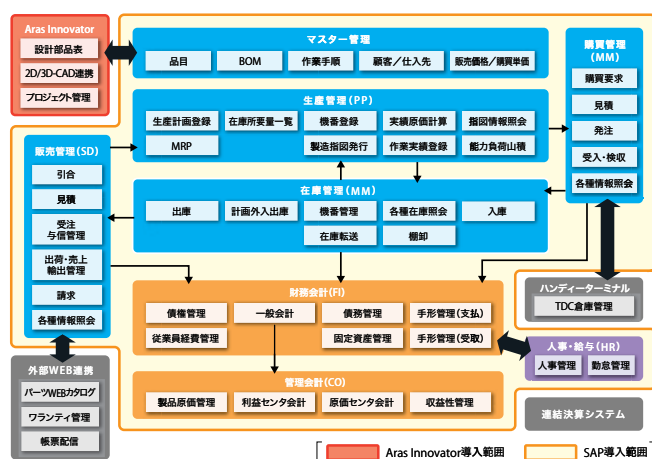 Aras Innovator
設計部品表
2D/3D-CAD連携
プロジェクト管理
マスター管理
品目
BOM
作業手順
顧客／仕入先
販売価格／購買単価
購買管理
(MM)
購買要求
見積
発注
受入・検収
各種情報照会
生産管理(PP)
生産計画登録
在庫所要量一覧
機番登録
実績原価計算
指図情報照会
MRP
製造指図発行
作業実績登録
能力負荷山積
販売管理(SD)
引合
見積
受注
与信管理
出荷・売上
輸出管理
請求
各種情報照会
在庫管理(MM)
出庫
計画外入出庫
機番管理
各種在庫照会
入庫
在庫転送
棚卸
財務会計(FI)
債権管理
一般会計
債務管理
手形管理(支払)
従業員経費管理
固定資産管理
手形管理(受取)
ハンディーターミナル
TDC倉庫管理
人事・給与(HR)
人事管理
勤怠管理
外部WEB連携
パーツWEBカタログ
ワランティ管理
帳票配信
管理会計(CO)
製品原価管理
利益センタ会計
原価センタ会計
収益性管理
連結決算システム
Aras Innovator導入範囲
SAP導入範囲